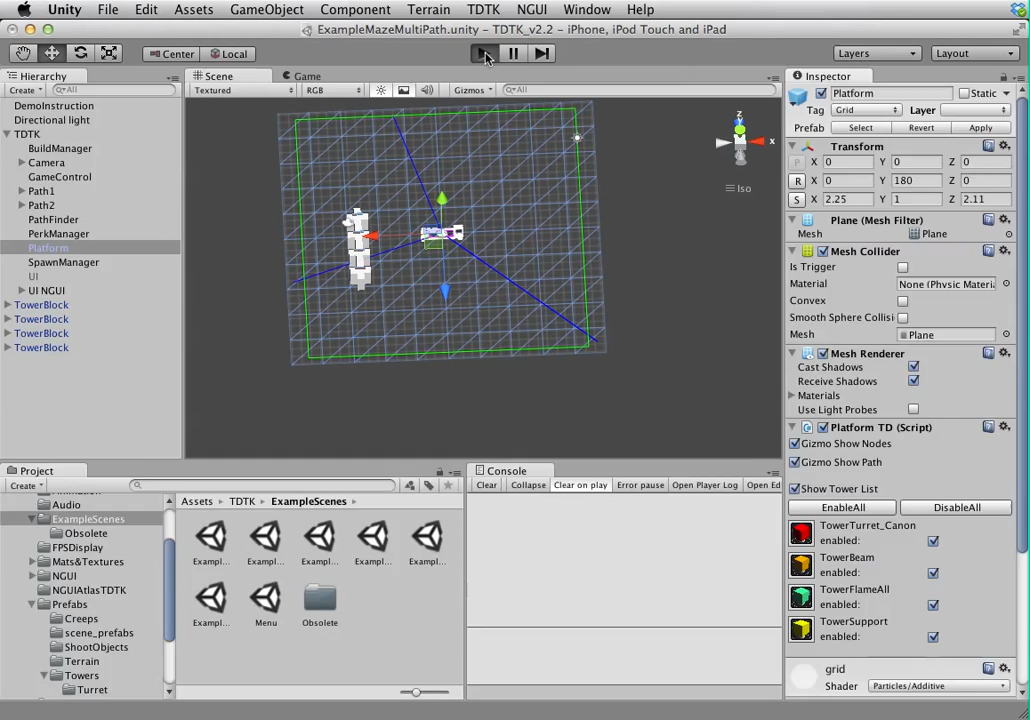 Unity File Edit Assets GameObject Component Terrain TDTK NGUI Window Help
ExampleMazeMultiPath.unity - TDTK_v2.2 - iPhone, iPod Touch and iPad
Center Local Layers Layout
Hierarchy
Create All
DemoInstruction
Directional light
TDTK
BuildManager
Camera
GameControl
Path1
Path2
PathFinder
PerkManager
Platform
SpawnManager
UI
UI NGUI
TowerBlock
TowerBlock
TowerBlock
TowerBlock
Scene Game
Textured RGB Gizmos All
z
x
Iso
Inspector
Platform Static
Tag Grid Layer
Prefab Select Revert Apply
Transform
P X 0 Y 0 Z 0
R X 0 Y 180 Z 0
S X 2.25 Y 1 Z 2.11
Plane (Mesh Filter)
Mesh Plane
Mesh Collider
Is Trigger
Material None (Physic Materia
Convex
Smooth Sphere Collisi
Mesh Plane
Mesh Renderer
Cast Shadows
Receive Shadows
Materials
Use Light Probes
Platform TD (Script)
Gizmo Show Nodes
Gizmo Show Path
Show Tower List
EnableAll DisableAll
TowerTurret_Canon
enabled:
TowerBeam
enabled:
TowerFlameAll
enabled:
TowerSupport
enabled:
grid
Shader Particles/Additive
Project
Create
Audio
ExampleScenes
Obsolete
FPSDisplay
Mats&Textures
NGUI
NGUIAtlasTDTK
Prefabs
Creeps
scene_prefabs
ShootObjects
Terrain
Towers
Turret
Assets TDTK ExampleScenes
Exampl... Exampl... Exampl... Exampl... Exampl...
Exampl... Menu Obsolete
Console
Clear Collapse Clear on play Error pause Open Player Log Open Ed